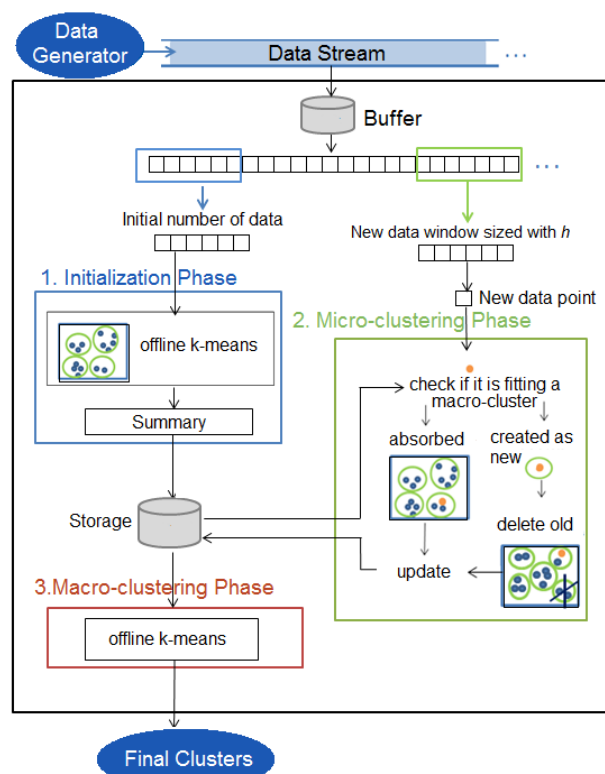 Data
Generator
Data Stream
...
Buffer
...
Initial number of data
New data window sized with h
1. Initialization Phase
New data point
2. Micro-clustering Phase
offline k-means
Summary
check if it is fitting a
macro-cluster
absorbed
created as
new
Storage
delete old
update
3.Macro-clustering Phase
offline k-means
Final Clusters